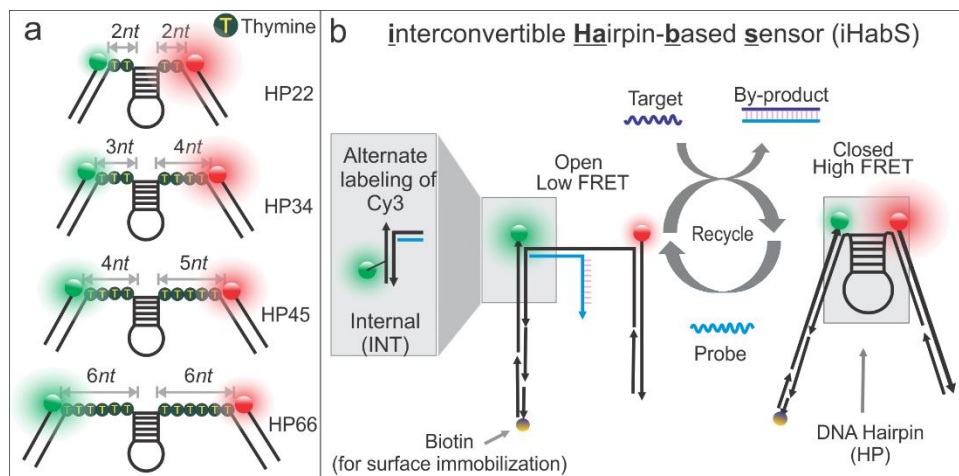 a
T Thymine
2nt 2nt
T T T T
HP22
3nt 4nt
T T T T T T T
HP34
4nt 5nt
T T T T T T T T T
HP45
6nt 6nt
T T T T T T T T T T T
HP66
b
interconvertible Hairpin-based sensor (iHabS)
Alternate
labeling of
Cy3
Internal
(INT)
Open
Low FRET
Biotin
(for surface immobilization)
Target
By-product
Recycle
Probe
Closed
High FRET
DNA Hairpin
(HP)